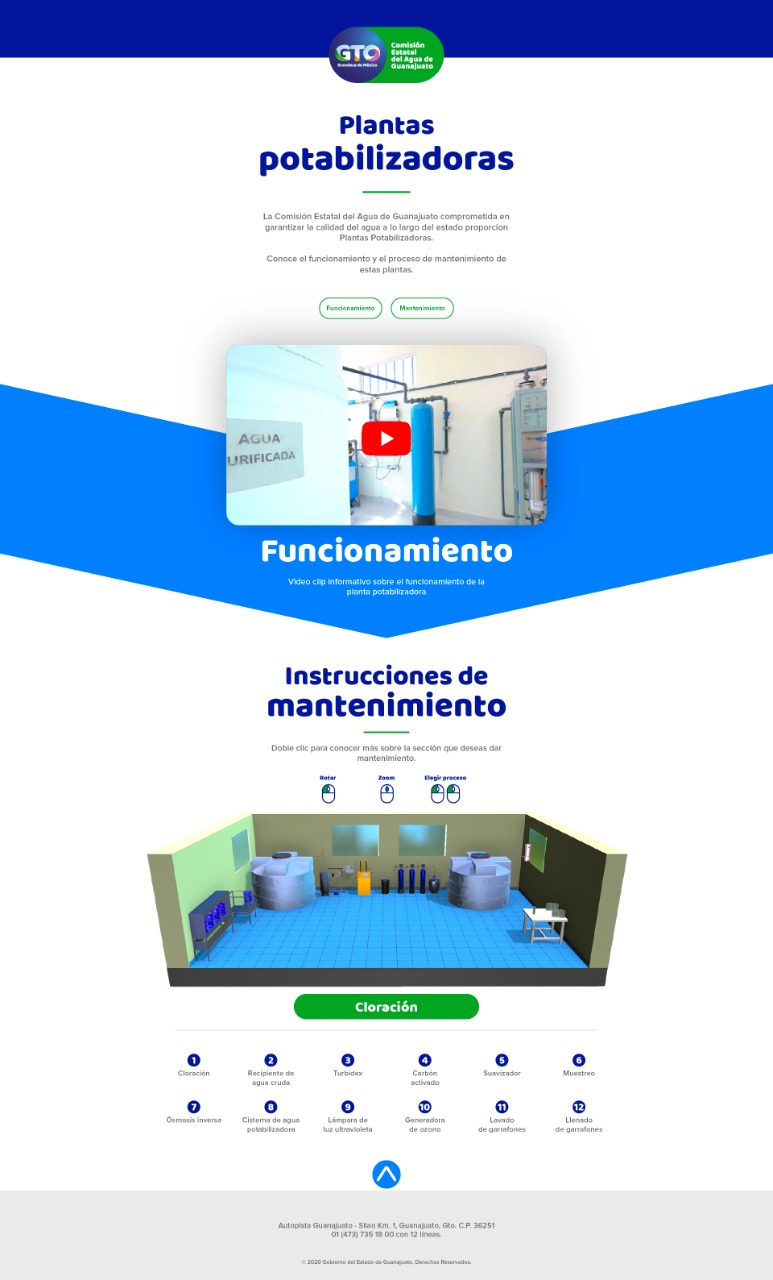 GTO
Grandeza de México
Comisión
Estatal
del Agua de
Guanajuato
Plantas
potabilizadoras
La Comisión Estatal del Agua de Guanajuato comprometida en
garantizar la calidad del agua a lo largo del estado proporcion
Plantas Potabilizadoras.
Conoce el funcionamiento y el proceso de mantenimiento de
estas plantas.
Funcionamiento
Mantenimiento
AGUA
URIFICADA
Funcionamiento
Video clip informativo sobre el funcionamiento de la
planta potabilizadora
Instrucciones de
mantenimiento
Doble clic para conocer más sobre la sección que deseas dar
mantenimiento.
Rotar
Zoom
Elegir proceso
Cloración
1
Cloración
2
Recipiente de
agua cruda
3
Turbidex
4
Carbón
activado
5
Suavizador
6
Muestreo
7
Ósmosis inversa
8
Cisterna de agua
potabilizadora
9
Lámpara de
luz ultravioleta
10
Generadora
de ozono
11
Lavado
de garrafones
12
Llenado
de garrafones
Autopista Guanajuato - Silao Km. 1, Guanajuato, Gto. C.P. 36251
01 (473) 735 18 00 con 12 líneas.
© 2020 Gobierno del Estado de Guanajuato, Derechos Reservados.